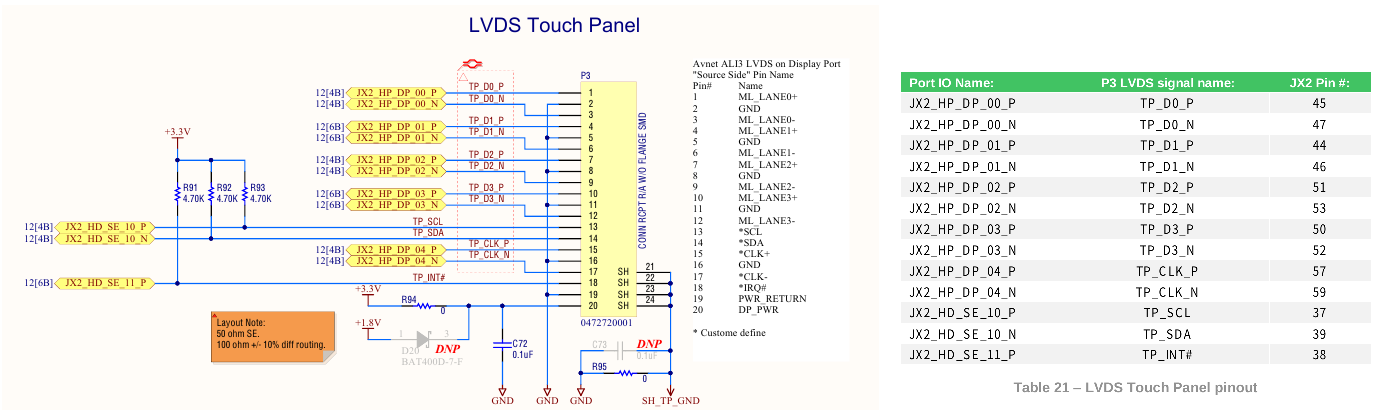 LVDS Touch Panel
P3
12[4B] JX2_HP_DP_00_P TP_D0_P 1
12[4B] JX2_HP_DP_00_N TP_D0_N 2
3
12[6B] JX2_HP_DP_01_P TP_D1_P 4
12[6B] JX2_HP_DP_01_N TP_D1_N 5
6
12[4B] JX2_HP_DP_02_P TP_D2_P 7
12[4B] JX2_HP_DP_02_N TP_D2_N 8
9
12[6B] JX2_HP_DP_03_P TP_D3_P 10
12[6B] JX2_HP_DP_03_N TP_D3_N 11
12
12[4B] JX2_HD_SE_10_P TP_SCL 13
12[4B] JX2_HD_SE_10_N TP_SDA 14
12[4B] JX2_HP_DP_04_P TP_CLK_P 15
12[4B] JX2_HP_DP_04_N TP_CLK_N 16
17 SH 21
12[6B] JX2_HD_SE_11_P TP_INT# 18 SH 22
19 SH 23
20 SH 24
CONN RCPT R/A W/O FLANGE SMD
0472720001
+3.3V
R91
4.70K
R92
4.70K
R93
4.70K
+3.3V
R94
0
+1.8V
1 3
D20
BAT400D-7-F
DNP
C72
0.1uF
C73
0.1uF
DNP
R95
0
GND
GND
GND
SH_TP_GND
Layout Note:
50 ohm SE.
100 ohm +/- 10% diff routing.
Avnet ALI3 LVDS on Display Port
"Source Side" Pin Name
Pin# Name
1 ML_LANE0+
2 GND
3 ML_LANE0-
4 ML_LANE1+
5 GND
6 ML_LANE1-
7 ML_LANE2+
8 GND
9 ML_LANE2-
10 ML_LANE3+
11 GND
12 ML_LANE3-
13 *SCL
14 *SDA
15 *CLK+
16 GND
17 *CLK-
18 *IRQ#
19 PWR_RETURN
20 DP_PWR
* Custome define
Port IO Name: P3 LVDS signal name: JX2 Pin #:
JX2_HP_DP_00_P TP_D0_P 45
JX2_HP_DP_00_N TP_D0_N 47
JX2_HP_DP_01_P TP_D1_P 44
JX2_HP_DP_01_N TP_D1_N 46
JX2_HP_DP_02_P TP_D2_P 51
JX2_HP_DP_02_N TP_D2_N 53
JX2_HP_DP_03_P TP_D3_P 50
JX2_HP_DP_03_N TP_D3_N 52
JX2_HP_DP_04_P TP_CLK_P 57
JX2_HP_DP_04_N TP_CLK_N 59
JX2_HD_SE_10_P TP_SCL 37
JX2_HD_SE_10_N TP_SDA 39
JX2_HD_SE_11_P TP_INT# 38
Table 21 – LVDS Touch Panel pinout